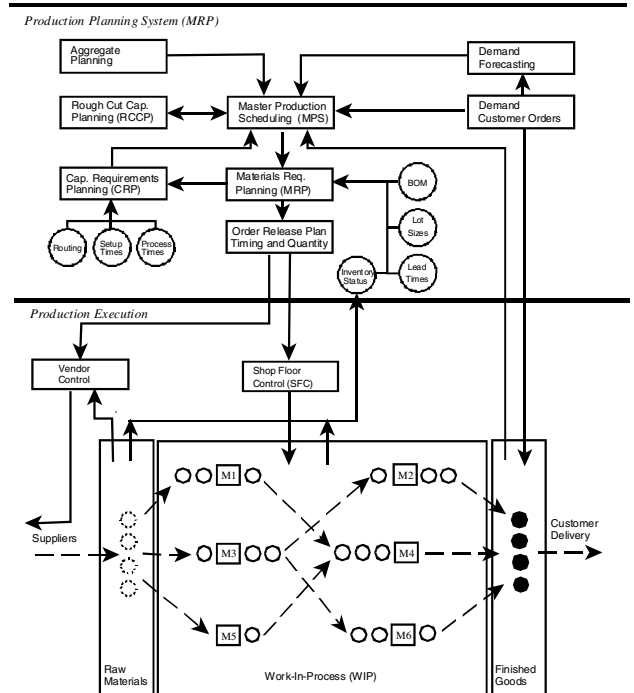 Production Planning System (MRP)
Aggregate
Planning
Demand
Forecasting
Rough Cut Cap.
Planning (RCCP)
Master Production
Scheduling (MPS)
Demand
Customer Orders
Cap. Requirements
Planning (CRP)
Materials Req.
Planning (MRP)
BOM
Order Release Plan
Timing and Quantity
Lot
Sizes
Routing
Setup
Times
Process
Times
Inventory
Status
Lead
Times
Production Execution
Vendor
Control
Shop Floor
Control (SFC)
M1
M2
Suppliers
Customer
Delivery
M3
M4
M5
M6
Raw
Materials
Work-In-Process (WIP)
Finished
Goods